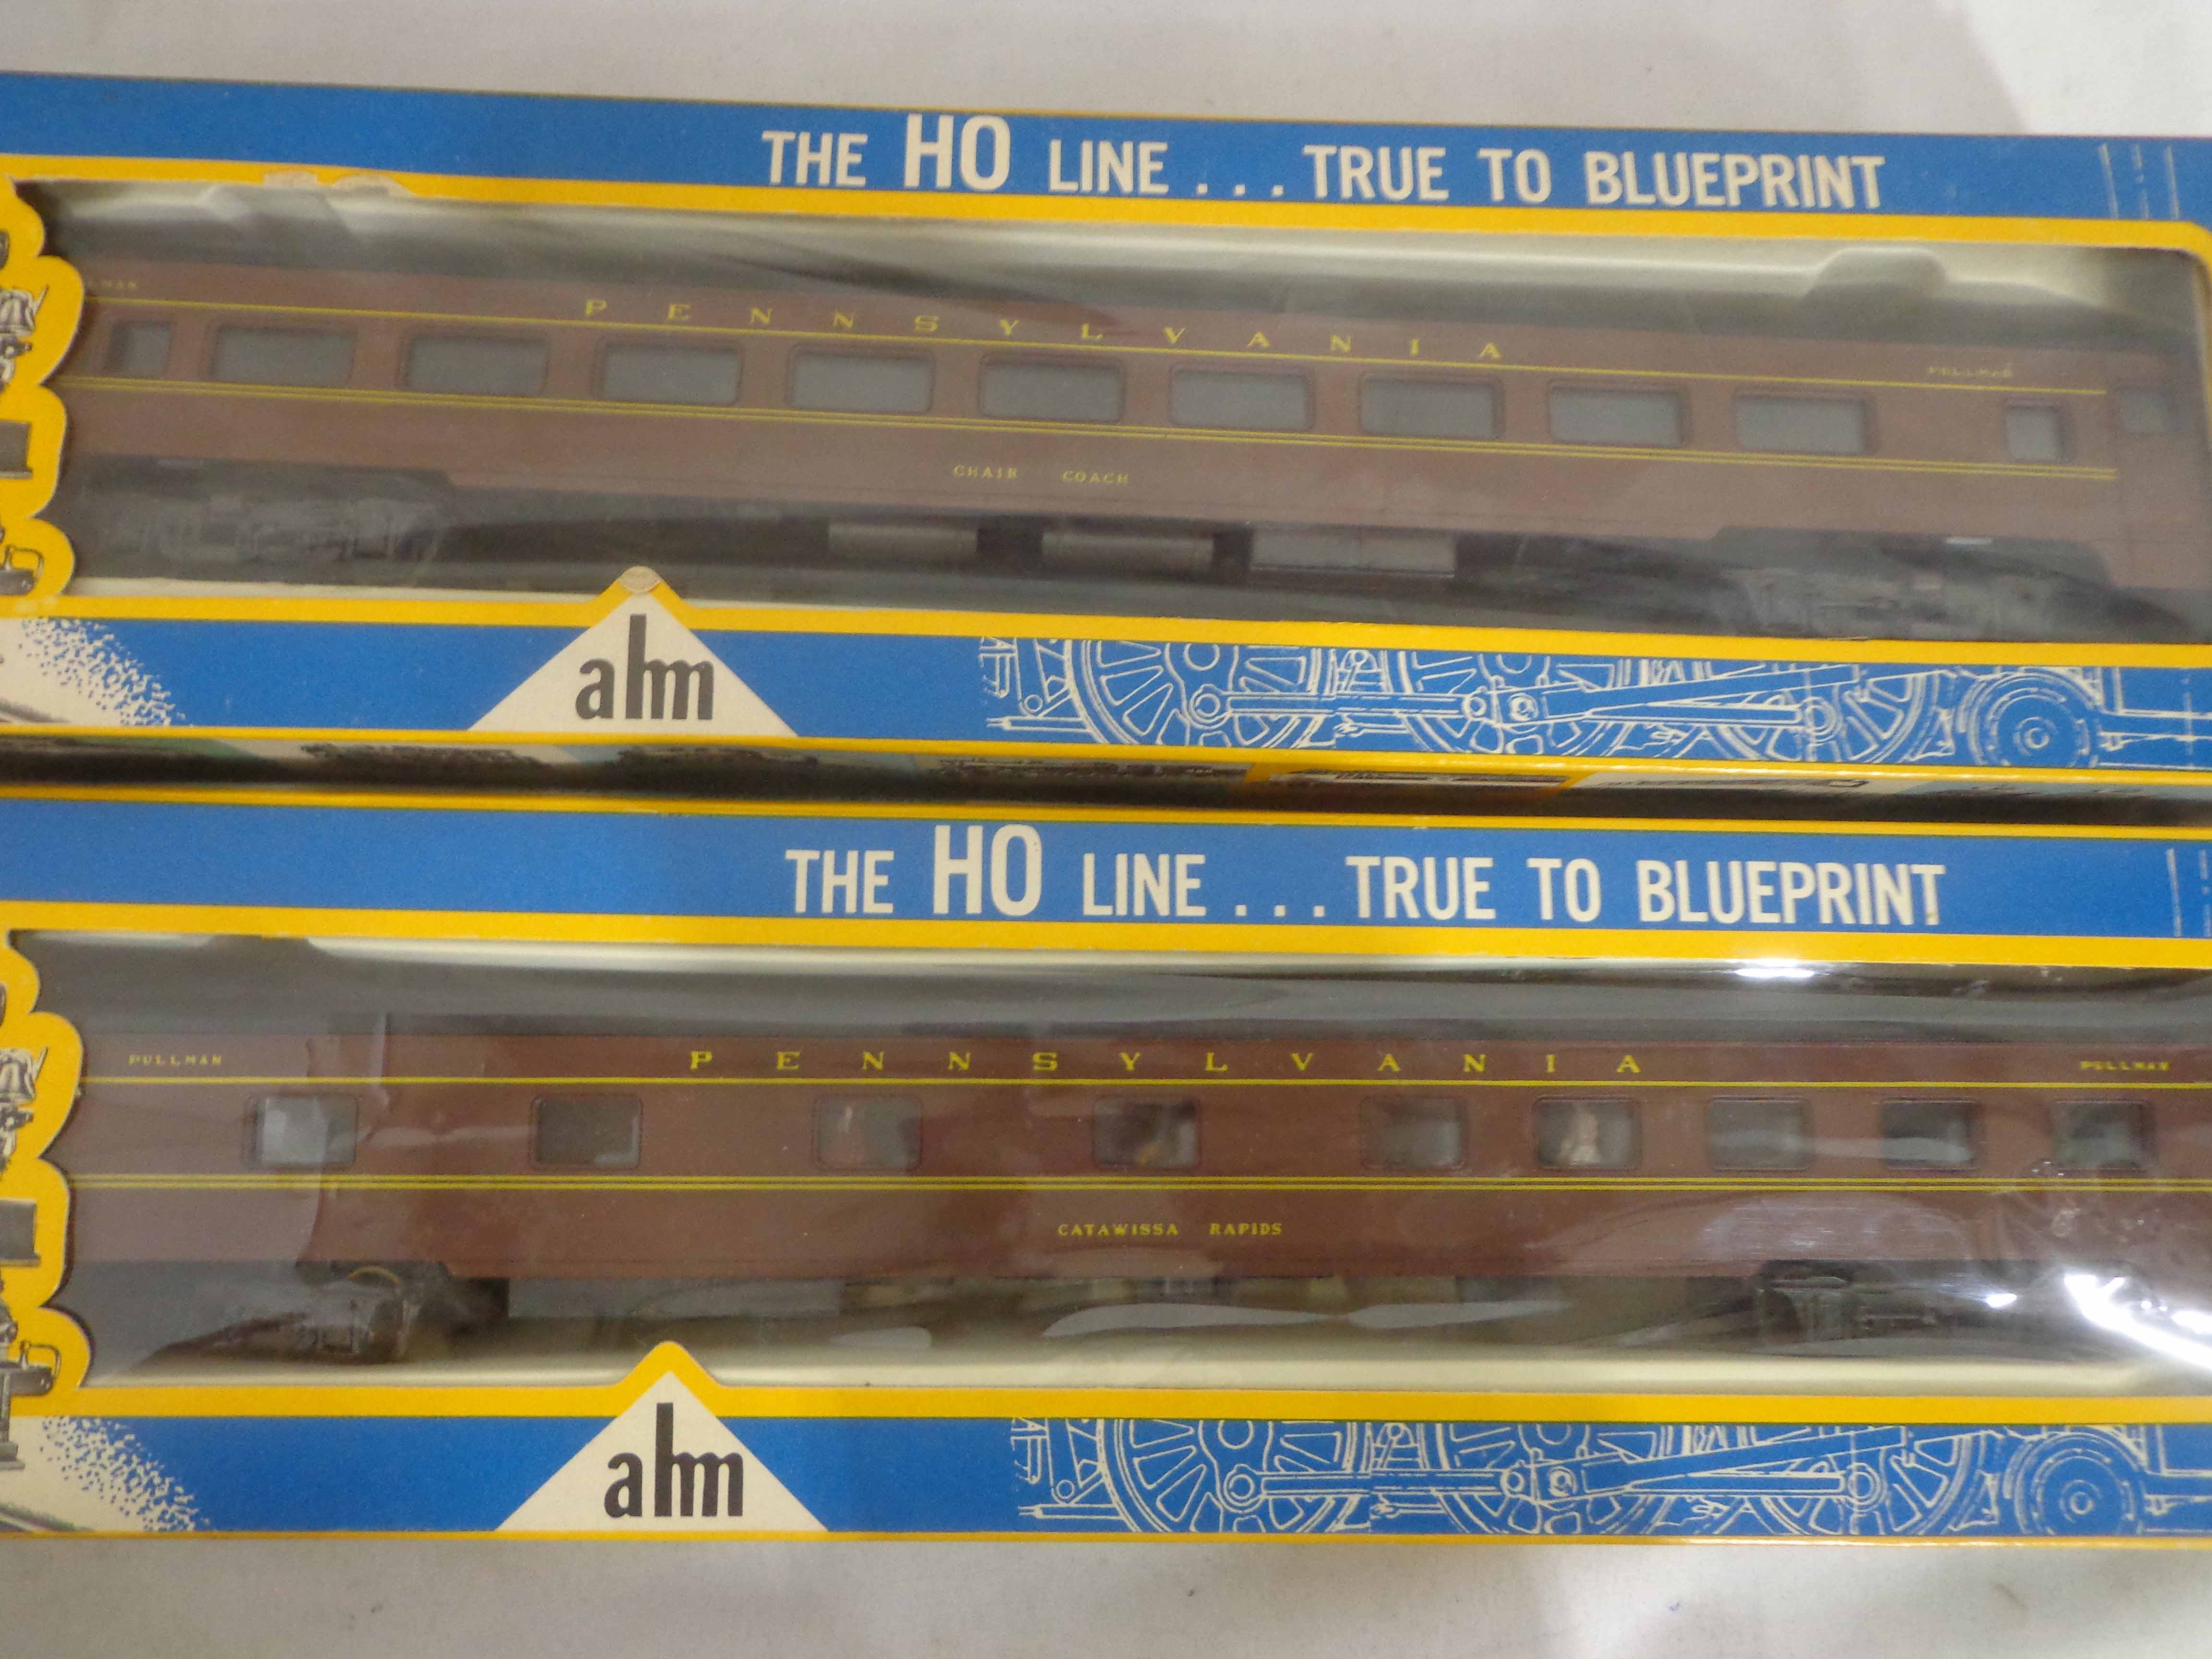 THE HO LINE . . . TRUE TO BLUEPRINT
PENNSYLVANIA
PULLMAN
CHAIR COACH
ahm
THE HO LINE . . . TRUE TO BLUEPRINT
PULLMAN PENNSYLVANIA PULLMAN
CATAWISSA RAPIDS
ahm